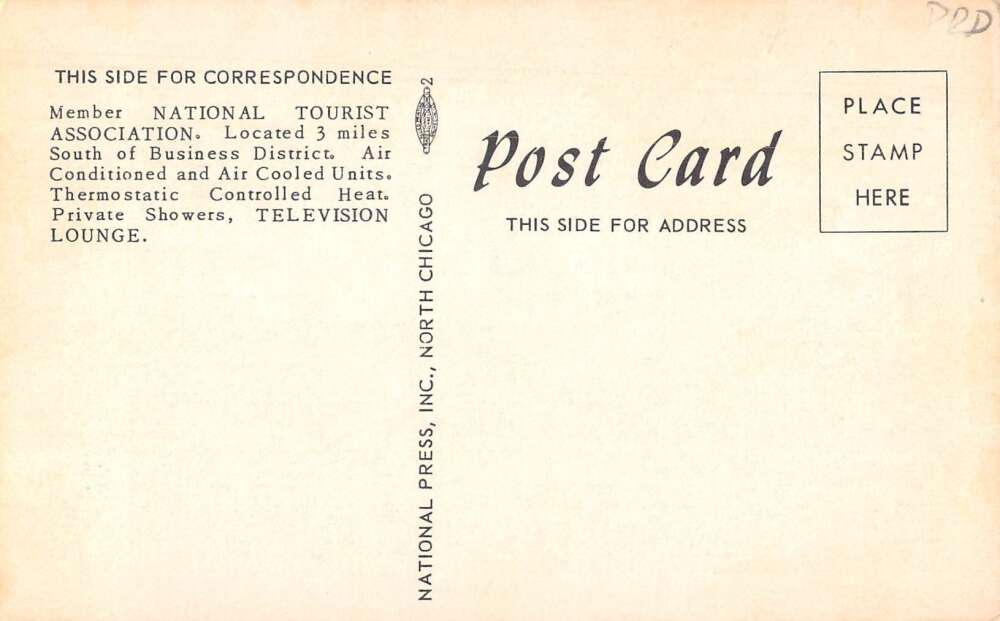 DRD
THIS SIDE FOR CORRESPONDENCE
Member NATIONAL TOURIST
ASSOCIATION. Located 3 miles
South of Business District. Air
Conditioned and Air Cooled Units.
Thermostatic Controlled Heat.
Private Showers, TELEVISION
LOUNGE.
NATIONAL PRESS, INC., NORTH CHICAGO
2
Post Card
THIS SIDE FOR ADDRESS
PLACE
STAMP
HERE